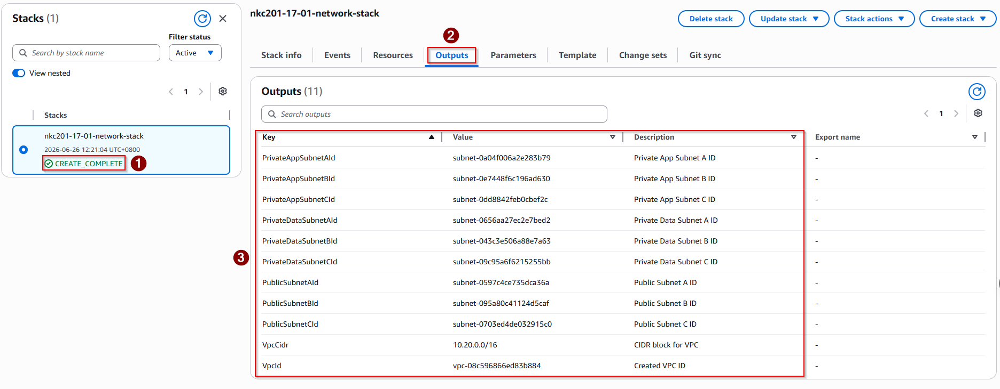 Stacks (1)
Filter status
Search by stack name
Active
View nested
1
Stacks
nkc201-17-01-network-stack
2026-06-26 12:21:04 UTC+0800
CREATE_COMPLETE
1
nkc201-17-01-network-stack
Delete stack
Update stack
Stack actions
Create stack
2
Stack info
Events
Resources
Outputs
Parameters
Template
Change sets
Git sync
Outputs (11)
Search outputs
1
3
Key Value Description Export name
PrivateAppSubnetAId subnet-0a04f006a2e283b79 Private App Subnet A ID -
PrivateAppSubnetBId subnet-0e7448f6c196ad630 Private App Subnet B ID -
PrivateAppSubnetCId subnet-0dd8842feb0cbef2c Private App Subnet C ID -
PrivateDataSubnetAId subnet-0656aa27ec2e7bed2 Private Data Subnet A ID -
PrivateDataSubnetBId subnet-043c3e506a88e7a63 Private Data Subnet B ID -
PrivateDataSubnetCId subnet-09c95a6f6215255bb Private Data Subnet C ID -
PublicSubnetAId subnet-0597c4ce735dca36a Public Subnet A ID -
PublicSubnetBId subnet-095a80c41124d5caf Public Subnet B ID -
PublicSubnetCId subnet-0703ed4de032915c0 Public Subnet C ID -
VpcCidr 10.20.0.0/16 CIDR block for VPC -
VpcId vpc-08c596866ed83b884 Created VPC ID -